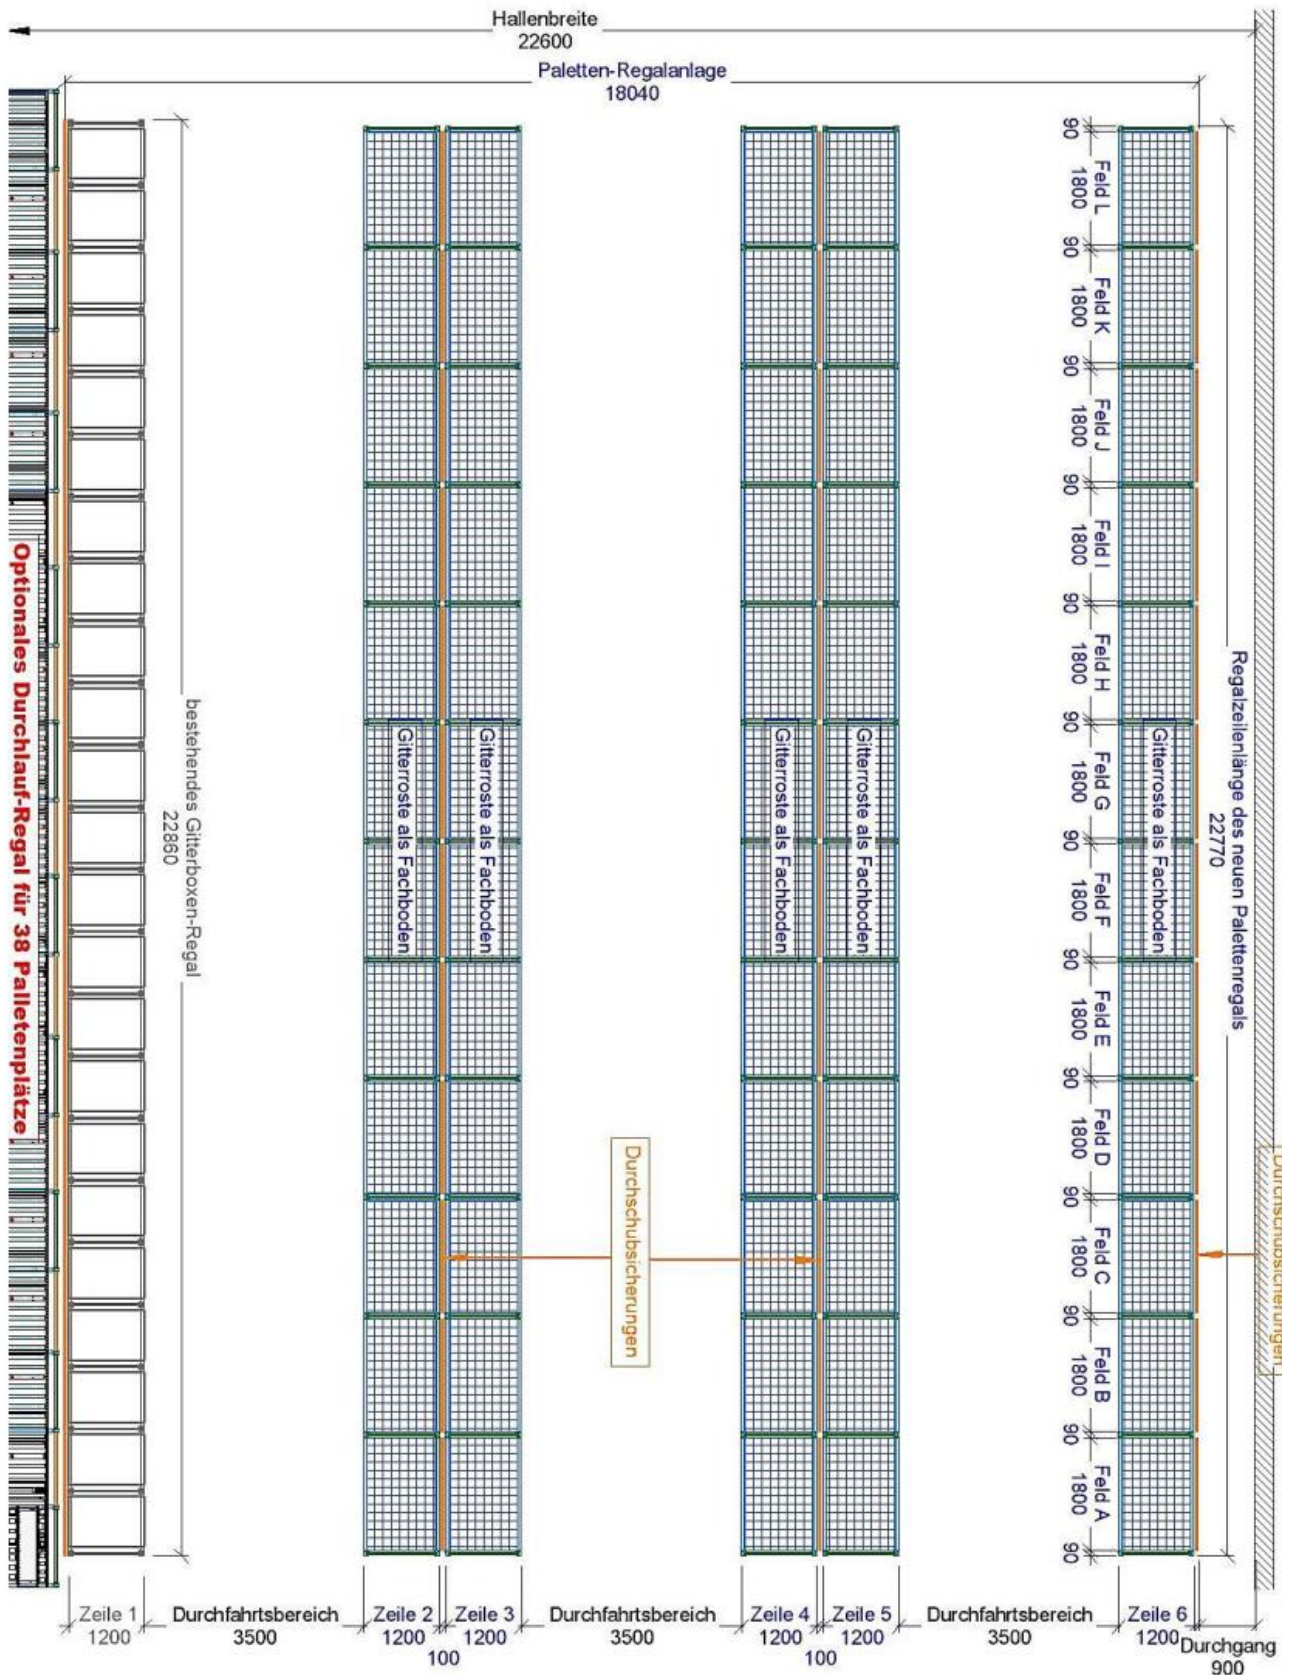 Hallenbreite
22600
Paletten-Regalanlage
18040
90
Feld L
1800
90
Feld K
1800
90
Feld J
1800
90
Feld I
1800
90
Feld H
1800
90
Feld G
1800
90
Feld F
1800
90
Feld E
1800
90
Feld D
1800
90
Feld C
1800
90
Feld B
1800
90
Feld A
1800
90
Regalzeilenlänge des neuen Palettenregals
22770
Gitterroste als Fachboden
Gitterroste als Fachboden
Gitterroste als Fachboden
Gitterroste als Fachboden
Gitterroste als Fachboden
bestehendes Gitterboxen-Regal
22860
Optionales Durchlauf-Regal für 38 Palletenplätze
Durchschubsicherungen
Durchschubsicherungen
Zeile 1
1200
Durchfahrtsbereich
3500
Zeile 2
1200
Zeile 3
1200
100
Durchfahrtsbereich
3500
Zeile 4
1200
Zeile 5
1200
100
Durchfahrtsbereich
3500
Zeile 6
1200
Durchgang
900